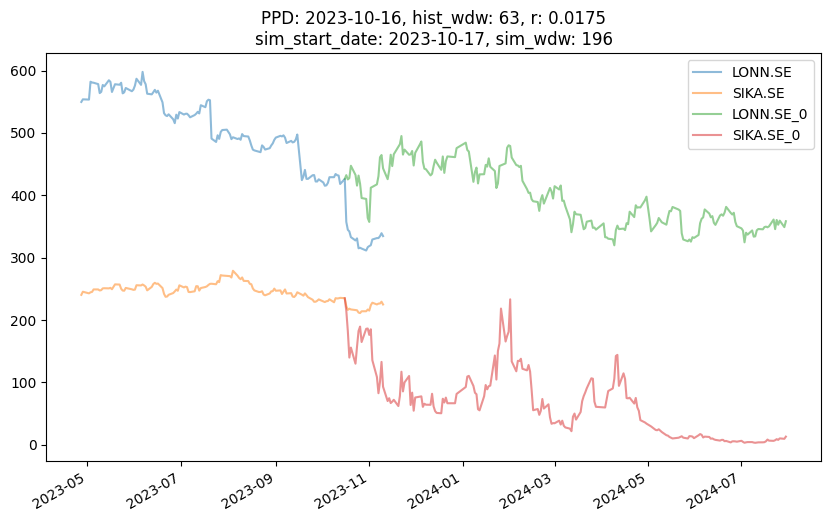 PPD: 2023-10-16, hist_wdw: 63, r: 0.0175
sim_start_date: 2023-10-17, sim_wdw: 196
LONN.SE
SIKA.SE
LONN.SE_0
SIKA.SE_0
600
500
400
300
200
100
0
2023-05
2023-07
2023-09
2023-11
2024-01
2024-03
2024-05
2024-07